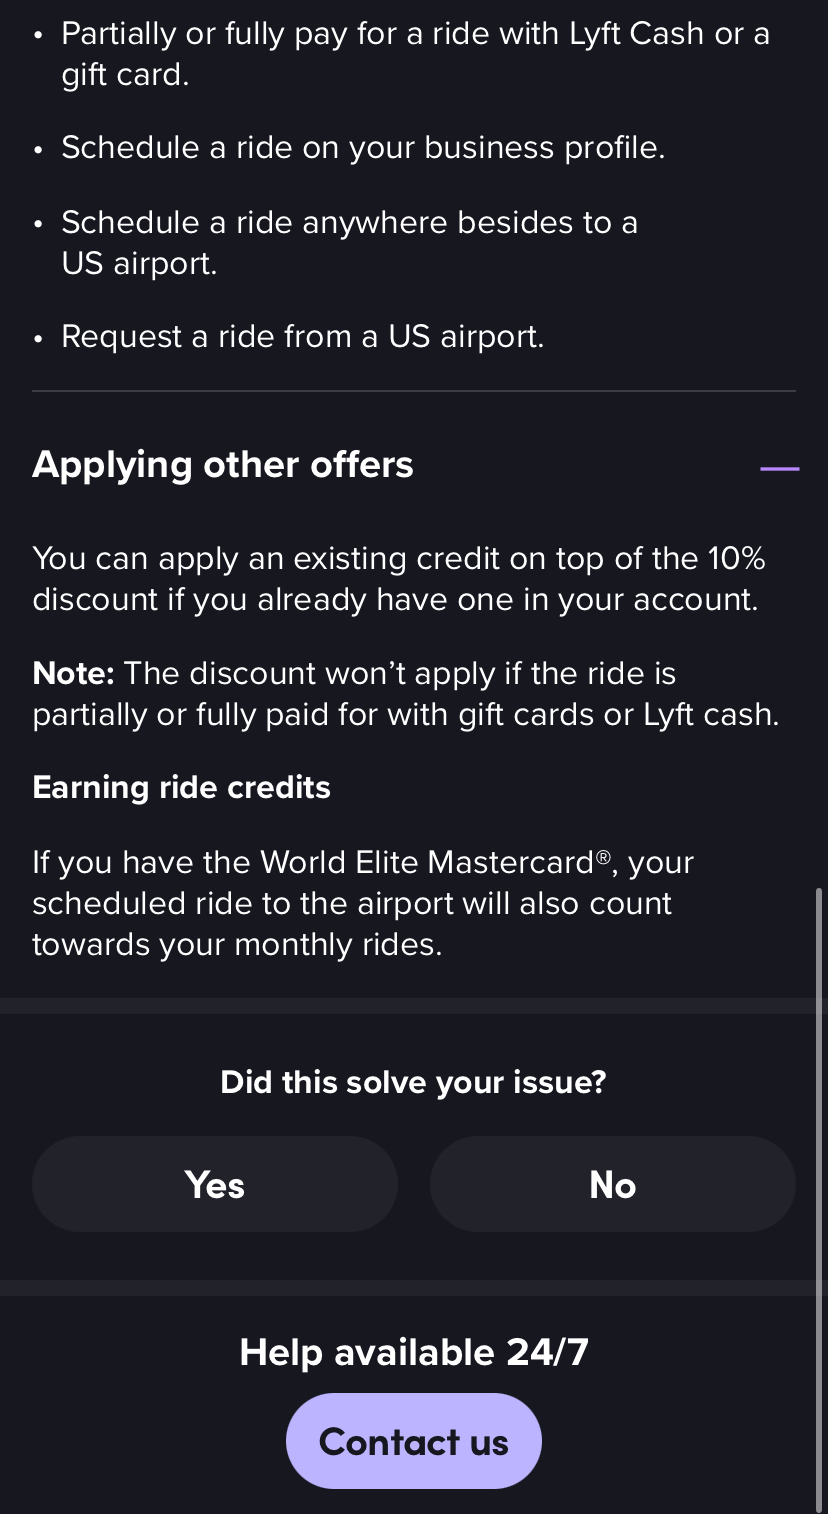 • Partially or fully pay for a ride with Lyft Cash or a
gift card.
• Schedule a ride on your business profile.
• Schedule a ride anywhere besides to a
US airport.
• Request a ride from a US airport.
Applying other offers
You can apply an existing credit on top of the 10%
discount if you already have one in your account.
Note: The discount won’t apply if the ride is
partially or fully paid for with gift cards or Lyft cash.
Earning ride credits
If you have the World Elite Mastercard®, your
scheduled ride to the airport will also count
towards your monthly rides.
Did this solve your issue?
Yes
No
Help available 24/7
Contact us